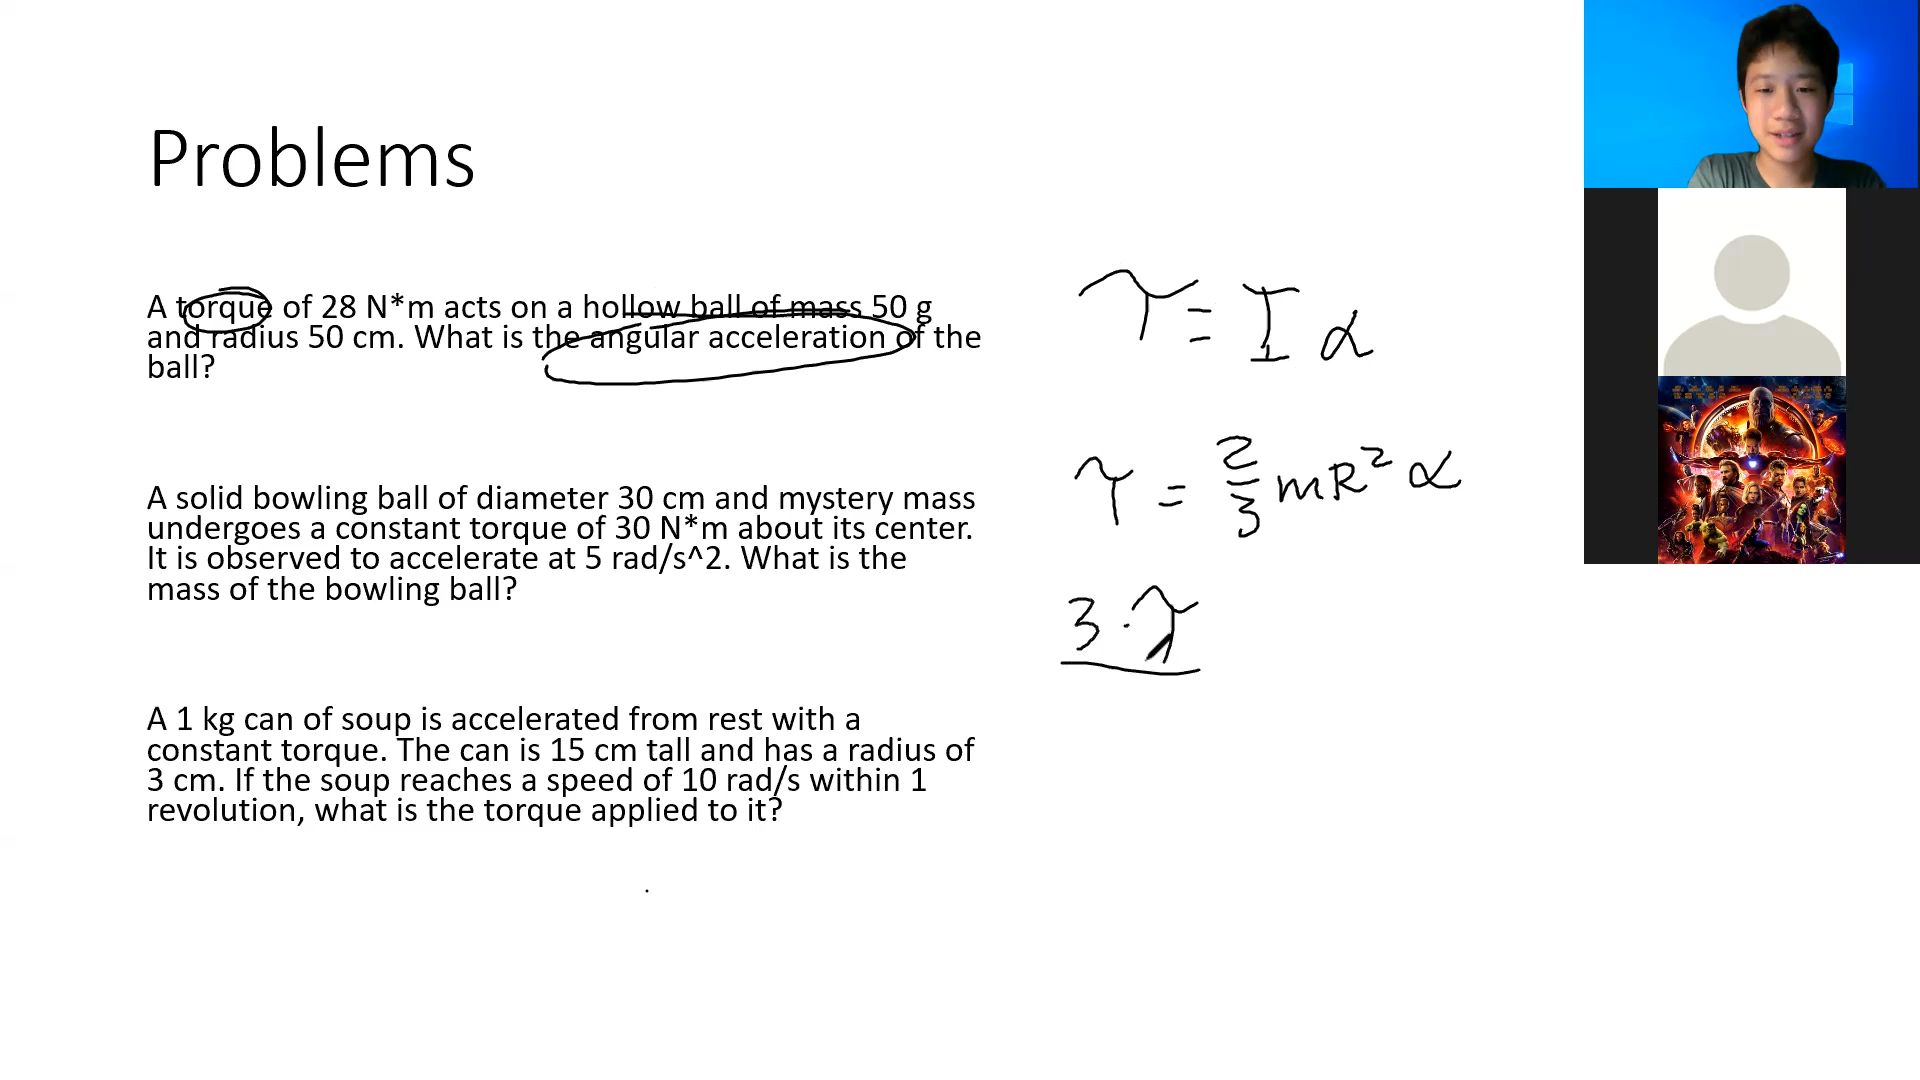 Problems
A torque of 28 N*m acts on a hollow ball of mass 50 g
and radius 50 cm. What is the angular acceleration of the
ball?
A solid bowling ball of diameter 30 cm and mystery mass
undergoes a constant torque of 30 N*m about its center.
It is observed to accelerate at 5 rad/s^2. What is the
mass of the bowling ball?
A 1 kg can of soup is accelerated from rest with a
constant torque. The can is 15 cm tall and has a radius of
3 cm. If the soup reaches a speed of 10 rad/s within 1
revolution, what is the torque applied to it?
τ = I α
τ = 2/3 mR² α
3 · τ